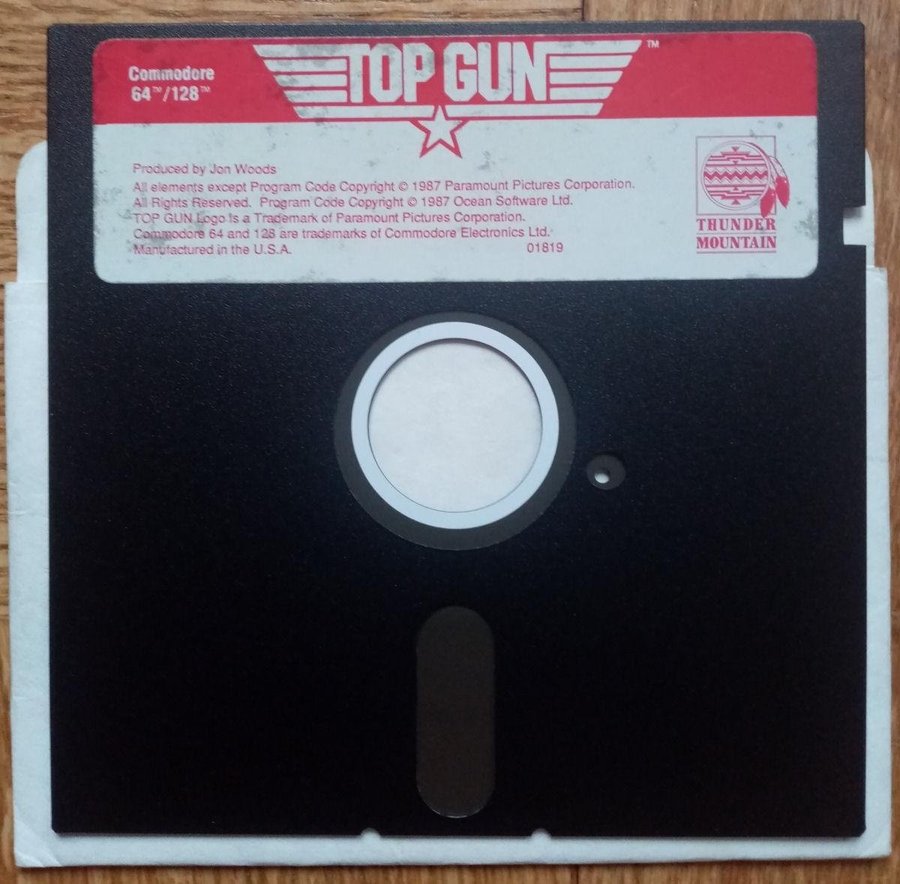 Commodore
64™/128™
TOP GUN™
Produced by Jon Woods
All elements except Program Code Copyright © 1987 Paramount Pictures Corporation.
All Rights Reserved. Program Code Copyright © 1987 Ocean Software Ltd.
TOP GUN Logo is a Trademark of Paramount Pictures Corporation.
Commodore 64 and 128 are trademarks of Commodore Electronics Ltd.
Manufactured in the U.S.A. 01819
THUNDER
MOUNTAIN